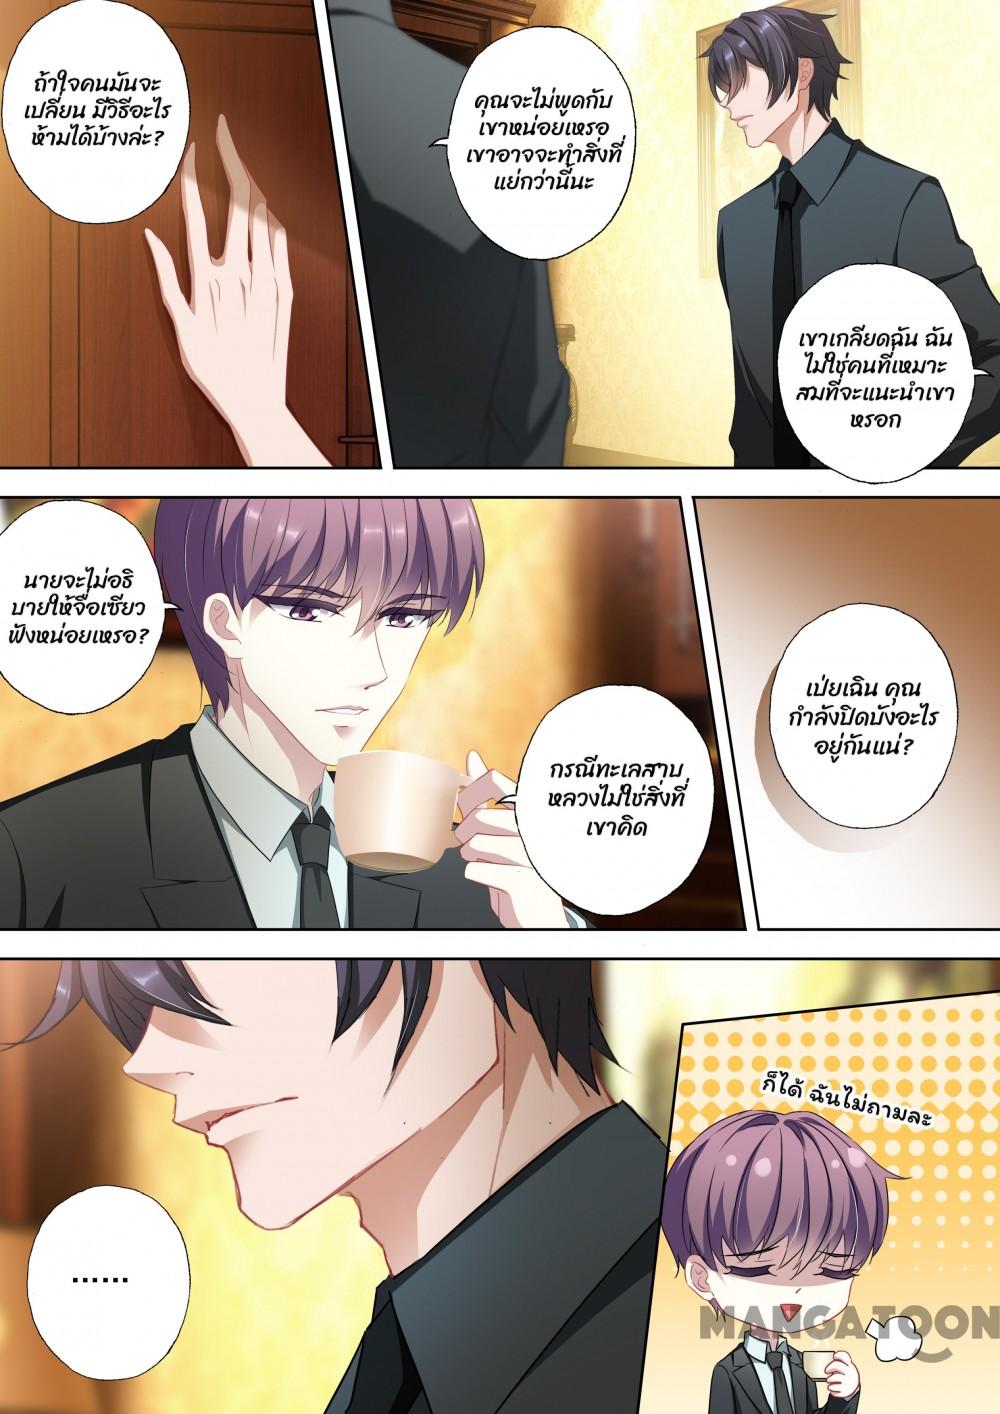 ถ้าใจคนมันจะ
เปลี่ยน มีวิธีอะไร
ห้ามได้บ้างล่ะ?
คุณจะไม่พูดกับ
เขาหน่อยเหรอ
เขาอาจจะทำสิ่งที่
แย่กว่านี้นะ
เขาเกลียดฉัน ฉัน
ไม่ใช่คนที่เหมาะ
สมที่จะแนะนำเขา
หรอก
นายจะไม่อธิ
บายให้จื่อเซียว
ฟังหน่อยเหรอ?
กรณีทะเลสาบ
หลวงไม่ใช่สิ่งที่
เขาคิด
เป่ยเฉิน คุณ
กำลังปิดบังอะไร
อยู่กันแน่?
......
ก็ได้ ฉันไม่ถามละ
MANGATOON